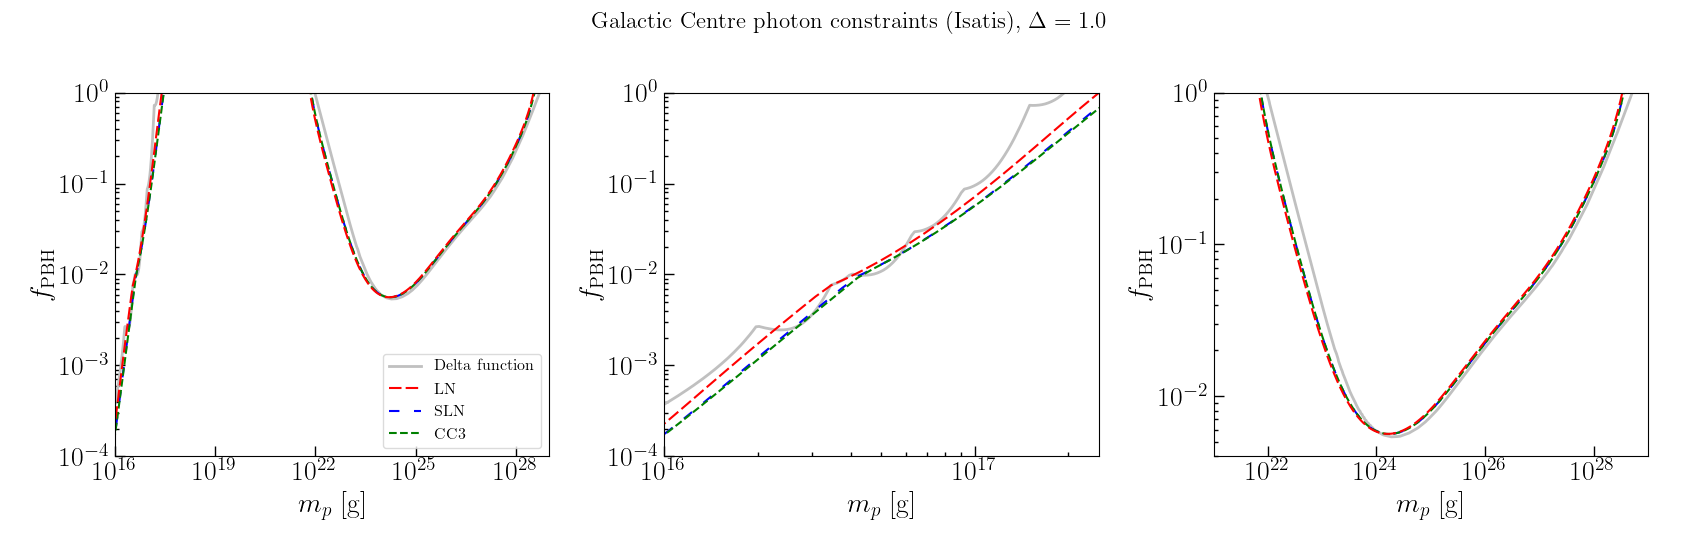 Galactic Centre photon constraints (Isatis), Δ = 1.0
f_PBH
10^0
10^−1
10^−2
10^−3
10^−4
10^16
10^19
10^22
10^25
10^28
m_p [g]
Delta function
LN
SLN
CC3
f_PBH
10^0
10^−1
10^−2
10^−3
10^−4
10^16
10^17
m_p [g]
f_PBH
10^0
10^−1
10^−2
10^22
10^24
10^26
10^28
m_p [g]